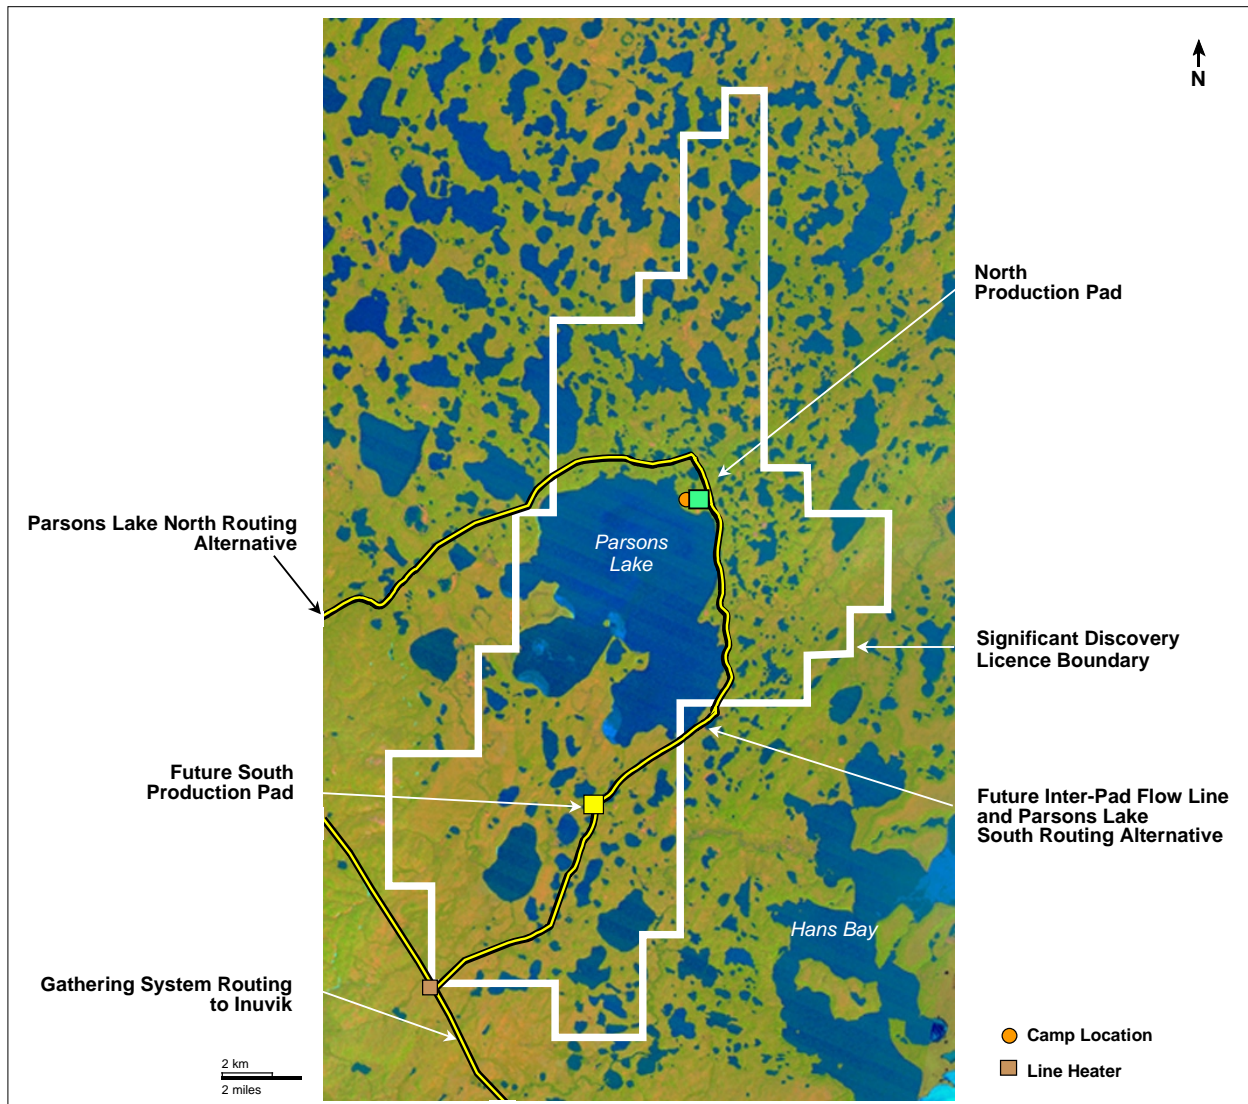 N
North
Production Pad
Parsons Lake North Routing
Alternative
Parsons
Lake
Significant Discovery
Licence Boundary
Future South
Production Pad
Future Inter-Pad Flow Line
and Parsons Lake
South Routing Alternative
Hans Bay
Gathering System Routing
to Inuvik
Camp Location
Line Heater
2 km
2 miles